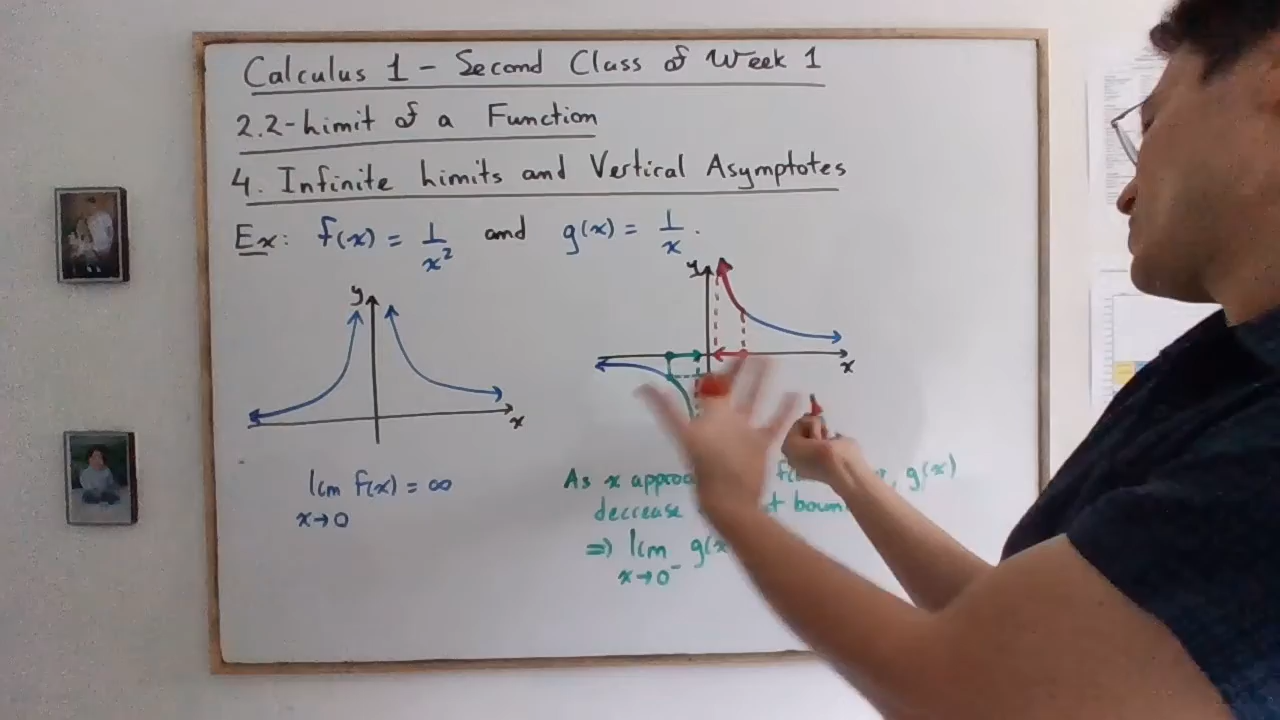 Calculus 1 - Second Class of Week 1
2.2-Limit of a Function
4. Infinite Limits and Vertical Asymptotes
Ex: f(x) = 1/x² and g(x) = 1/x.
y
x
y
x
lim f(x) = ∞
x→0
As x , g(x)
decrease
⇒ lim g(x
x→0⁻